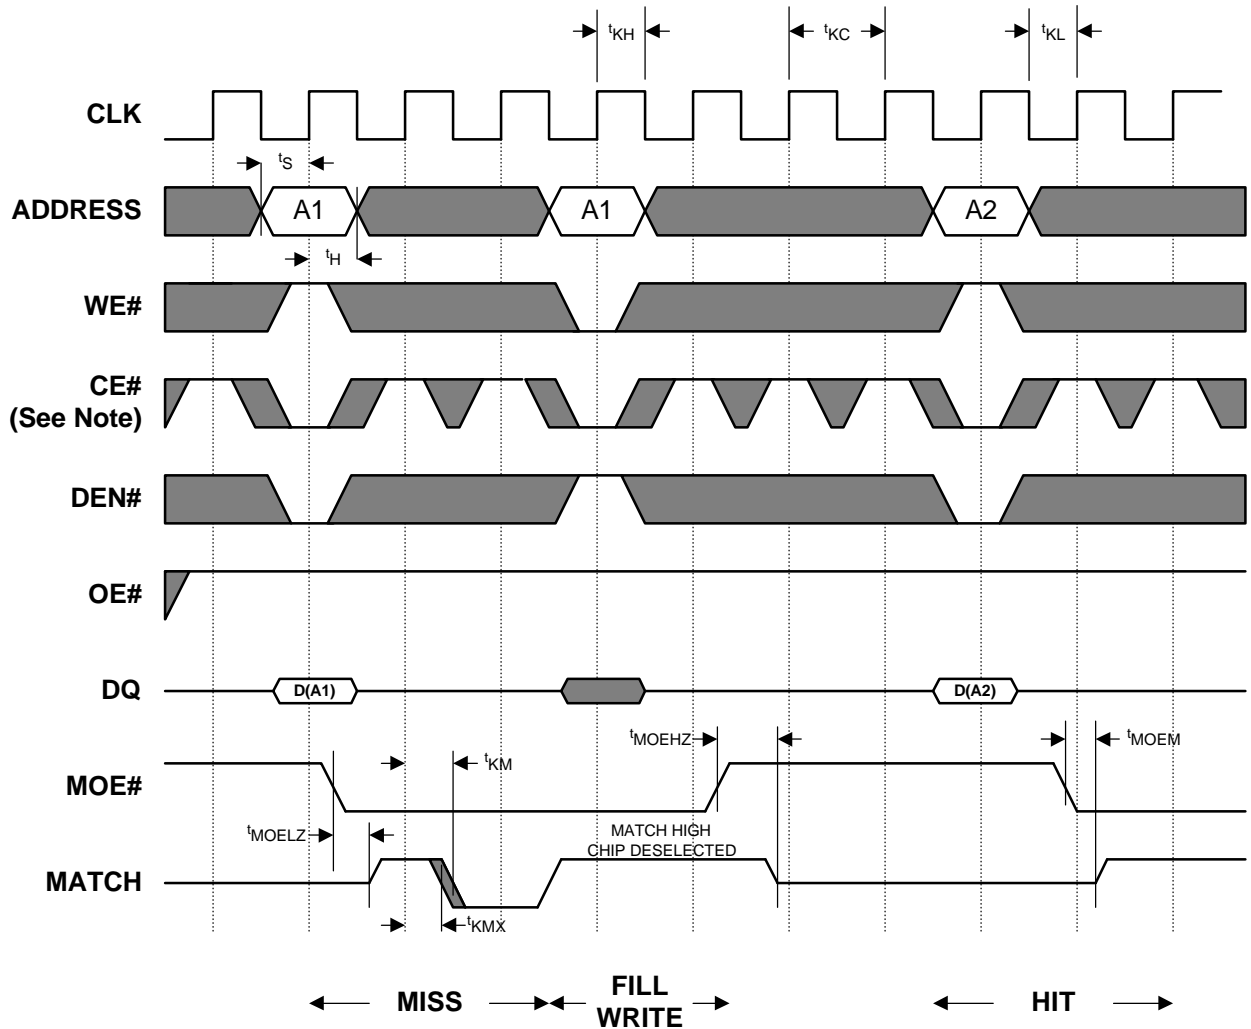 tKH
tKC
tKL
CLK
tS
ADDRESS
A1
A1
A2
tH
WE#
CE#
(See Note)
DEN#
OE#
DQ
D(A1)
D(A2)
tMOEHZ
tMOEM
tKM
MOE#
tMOELZ
MATCH HIGH
CHIP DESELECTED
MATCH
tKMX
MISS
FILL
WRITE
HIT